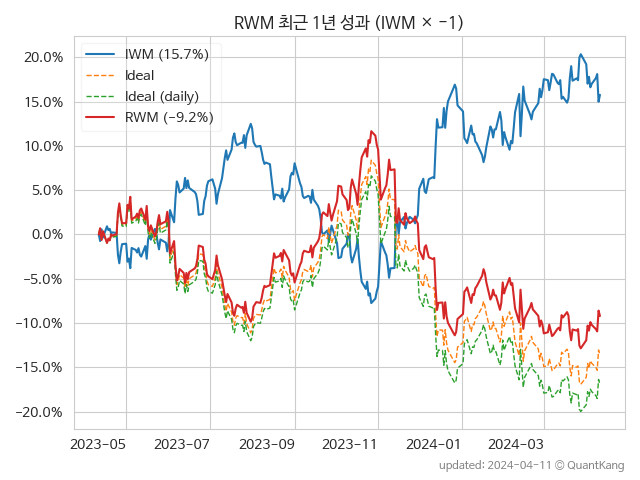 RWM 최근 1년 성과 (IWM × −1)
IWM (15.7%)
Ideal
Ideal (daily)
RWM (−9.2%)
20.0%
15.0%
10.0%
5.0%
0.0%
−5.0%
−10.0%
−15.0%
−20.0%
2023-05 2023-07 2023-09 2023-11 2024-01 2024-03
updated: 2024-04-11 © QuantKang